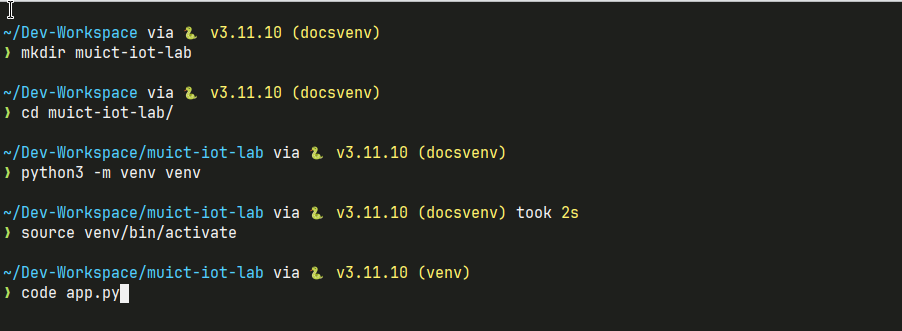 ~/Dev-Workspace via 🐍 v3.11.10 (docsvenv)
❯ mkdir muict-iot-lab
~/Dev-Workspace via 🐍 v3.11.10 (docsvenv)
❯ cd muict-iot-lab/
~/Dev-Workspace/muict-iot-lab via 🐍 v3.11.10 (docsvenv)
❯ python3 -m venv venv
~/Dev-Workspace/muict-iot-lab via 🐍 v3.11.10 (docsvenv) took 2s
❯ source venv/bin/activate
~/Dev-Workspace/muict-iot-lab via 🐍 v3.11.10 (venv)
❯ code app.py